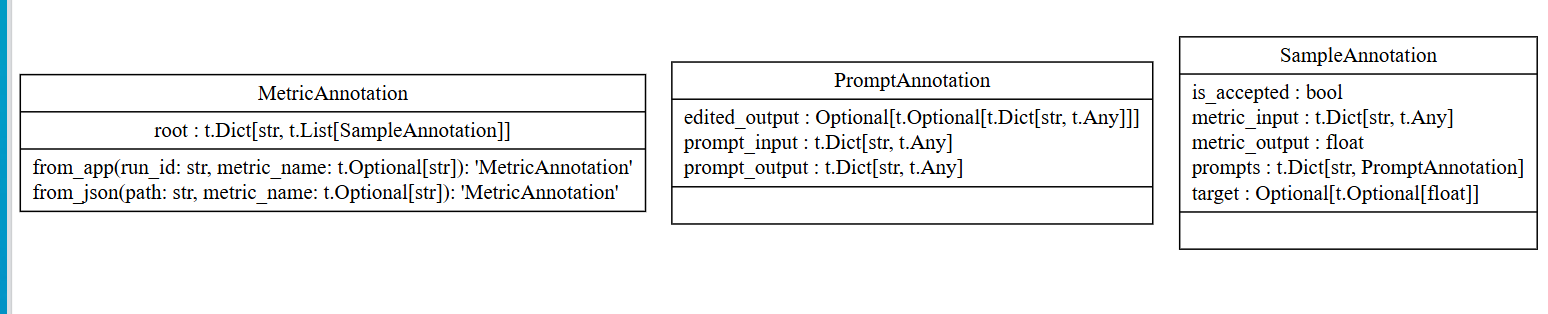 MetricAnnotation
root : t.Dict[str, t.List[SampleAnnotation]]
from_app(run_id: str, metric_name: t.Optional[str]): 'MetricAnnotation'
from_json(path: str, metric_name: t.Optional[str]): 'MetricAnnotation'
PromptAnnotation
edited_output : Optional[t.Optional[t.Dict[str, t.Any]]]
prompt_input : t.Dict[str, t.Any]
prompt_output : t.Dict[str, t.Any]
SampleAnnotation
is_accepted : bool
metric_input : t.Dict[str, t.Any]
metric_output : float
prompts : t.Dict[str, PromptAnnotation]
target : Optional[t.Optional[float]]